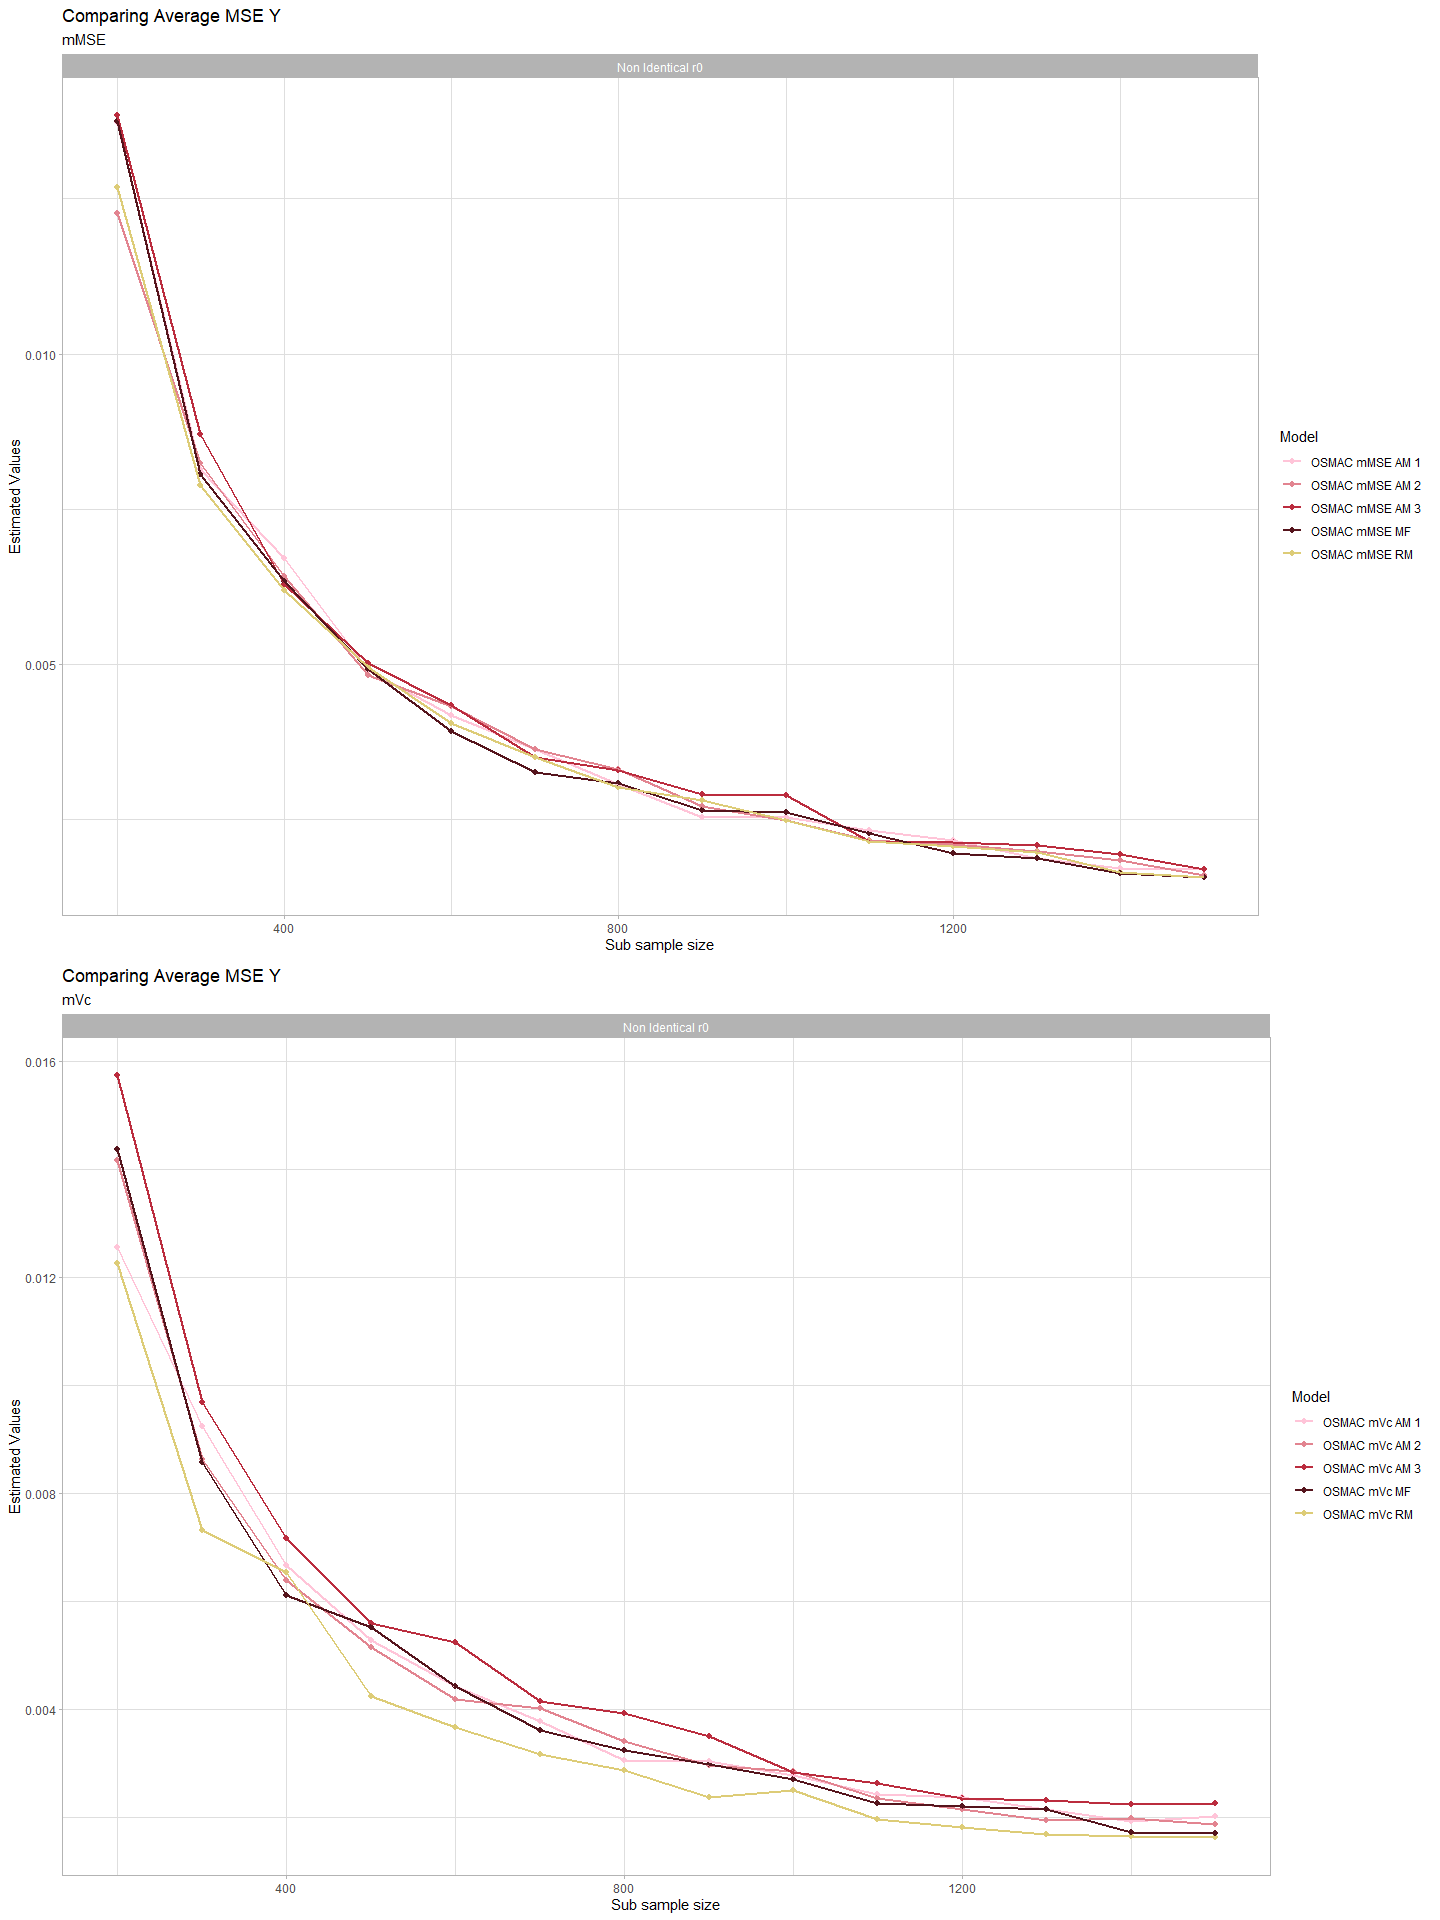 Comparing Average MSE Y
mMSE
Non Identical r0
0.010
0.005
Estimated Values
400
800
1200
Sub sample size
Model
OSMAC mMSE AM 1
OSMAC mMSE AM 2
OSMAC mMSE AM 3
OSMAC mMSE MF
OSMAC mMSE RM
Comparing Average MSE Y
mVc
Non Identical r0
0.016
0.012
0.008
0.004
Estimated Values
400
800
1200
Sub sample size
Model
OSMAC mVc AM 1
OSMAC mVc AM 2
OSMAC mVc AM 3
OSMAC mVc MF
OSMAC mVc RM